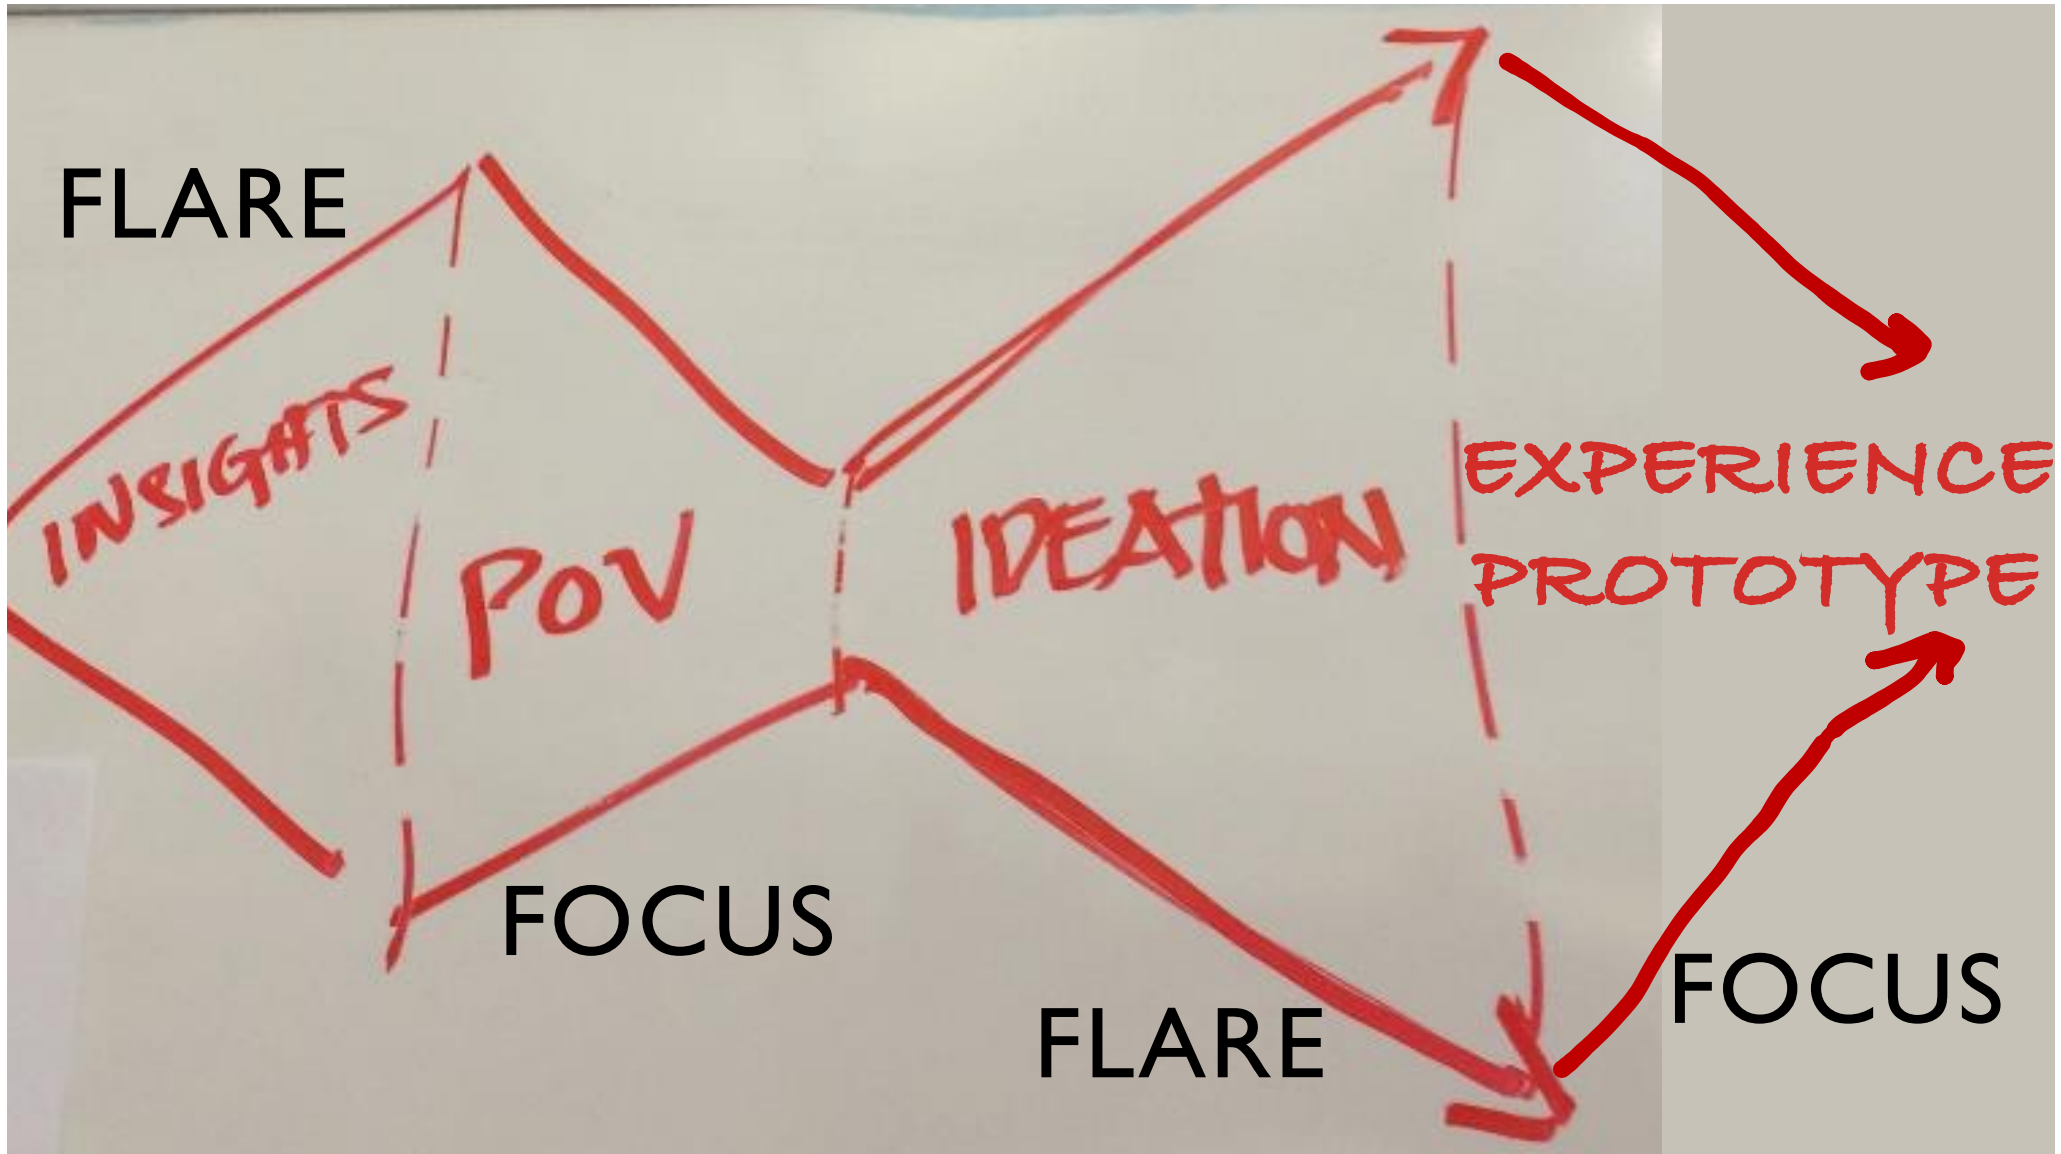 FLARE
INSIGHTS
POV
IDEATION
EXPERIENCE
PROTOTYPE
FOCUS
FLARE
FOCUS